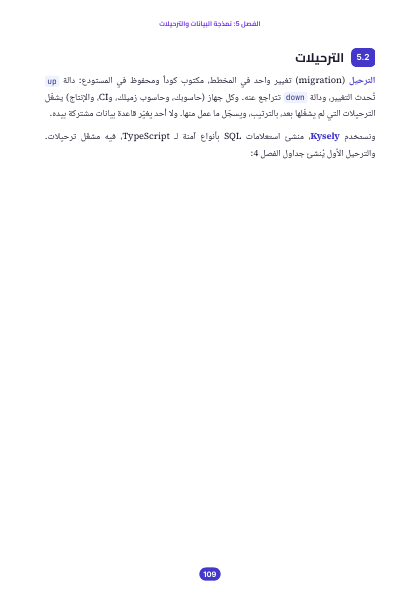 الفصل 5: نمذجة البيانات والترحيلات
5.2 الترحيلات
الترحيل (migration) تغيير واحد في المخطط، مكتوب كوداً ومحفوظ في المستودع: دالة up
تُحدث التغيير، ودالة down تتراجع عنه. وكل جهاز (حاسوبك، وحاسوب زميلك، وCI، والإنتاج) يشغّل
الترحيلات التي لم يشغّلها بعد، بالترتيب، ويسجّل ما عمل منها. ولا أحد يغيّر قاعدة بيانات مشتركة بيده.
ونستخدم Kysely، منشئ استعلامات SQL بأنواع آمنة لـ TypeScript، فيه مشغّل ترحيلات.
والترحيل الأول يُنشئ جداول الفصل 4:
109